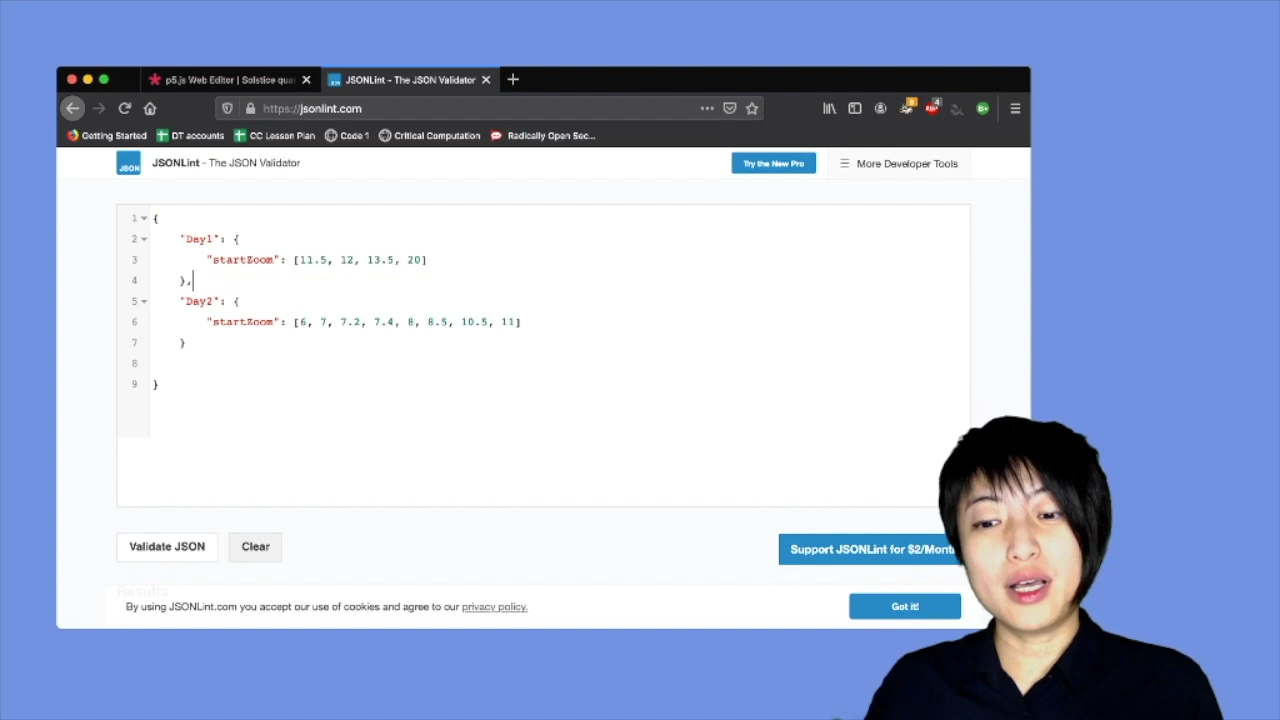 p5.js Web Editor | Solstice qua
JSONLint - The JSON Validator
https://jsonlint.com
Getting Started DT accounts CC Lesson Plan Code 1 Critical Computation Radically Open Sec...
JSON
JSONLint - The JSON Validator
Try the New Pro
More Developer Tools
1 {
2 "Day1": {
3 "startZoom": [11.5, 12, 13.5, 20]
4 },
5 "Day2": {
6 "startZoom": [6, 7, 7.2, 7.4, 8, 8.5, 10.5, 11]
7 }
8
9 }
Validate JSON
Clear
Support JSONLint for $2/Mont
Results
By using JSONLint.com you accept our use of cookies and agree to our privacy policy.
Got it!